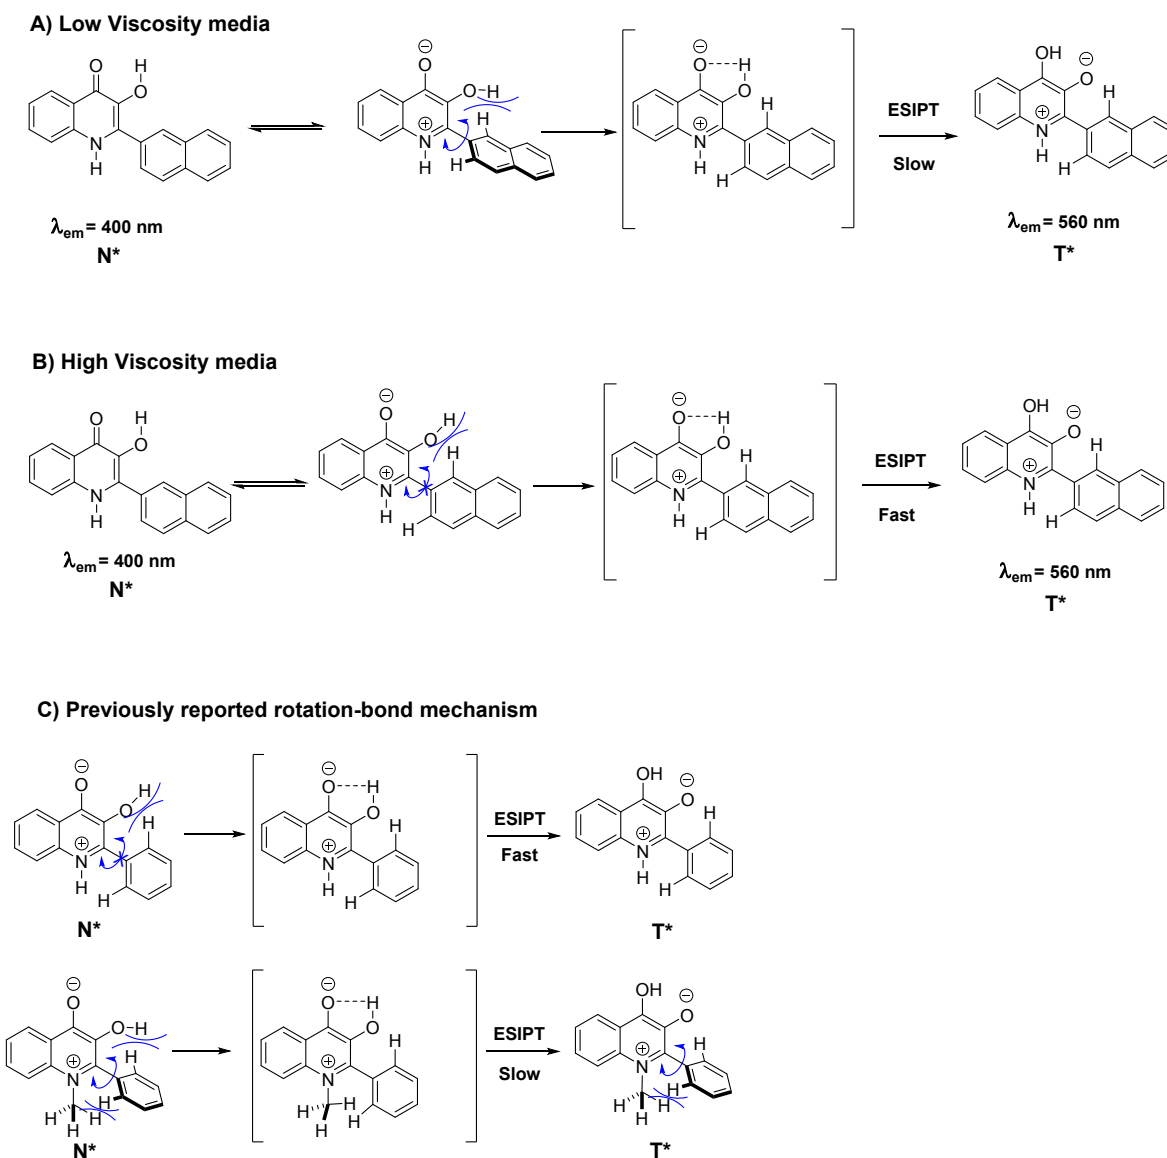 A) Low Viscosity media
O H O N H
⊖ O O-H ⊕ N H H H
⊖ O H O H ⊕ N H H
ESIPT
Slow
OH ⊖ O H ⊕ N H H
λem = 400 nm
N*
λem = 560 nm
T*
B) High Viscosity media
O H O N H
⊖ O H O H ⊕ N H H
⊖ O H O H ⊕ N H H
ESIPT
Fast
OH ⊖ O H ⊕ N H H
λem = 400 nm
N*
λem = 560 nm
T*
C) Previously reported rotation-bond mechanism
⊖ O H O H ⊕ N H H
N*
⊖ O H O H ⊕ N H H
ESIPT
Fast
OH ⊖ O H ⊕ N H H
T*
⊖ O O-H ⊕ N H H H H H
N*
⊖ O H O H ⊕ N H H H H
ESIPT
Slow
OH ⊖ O H ⊕ N H H H H
T*